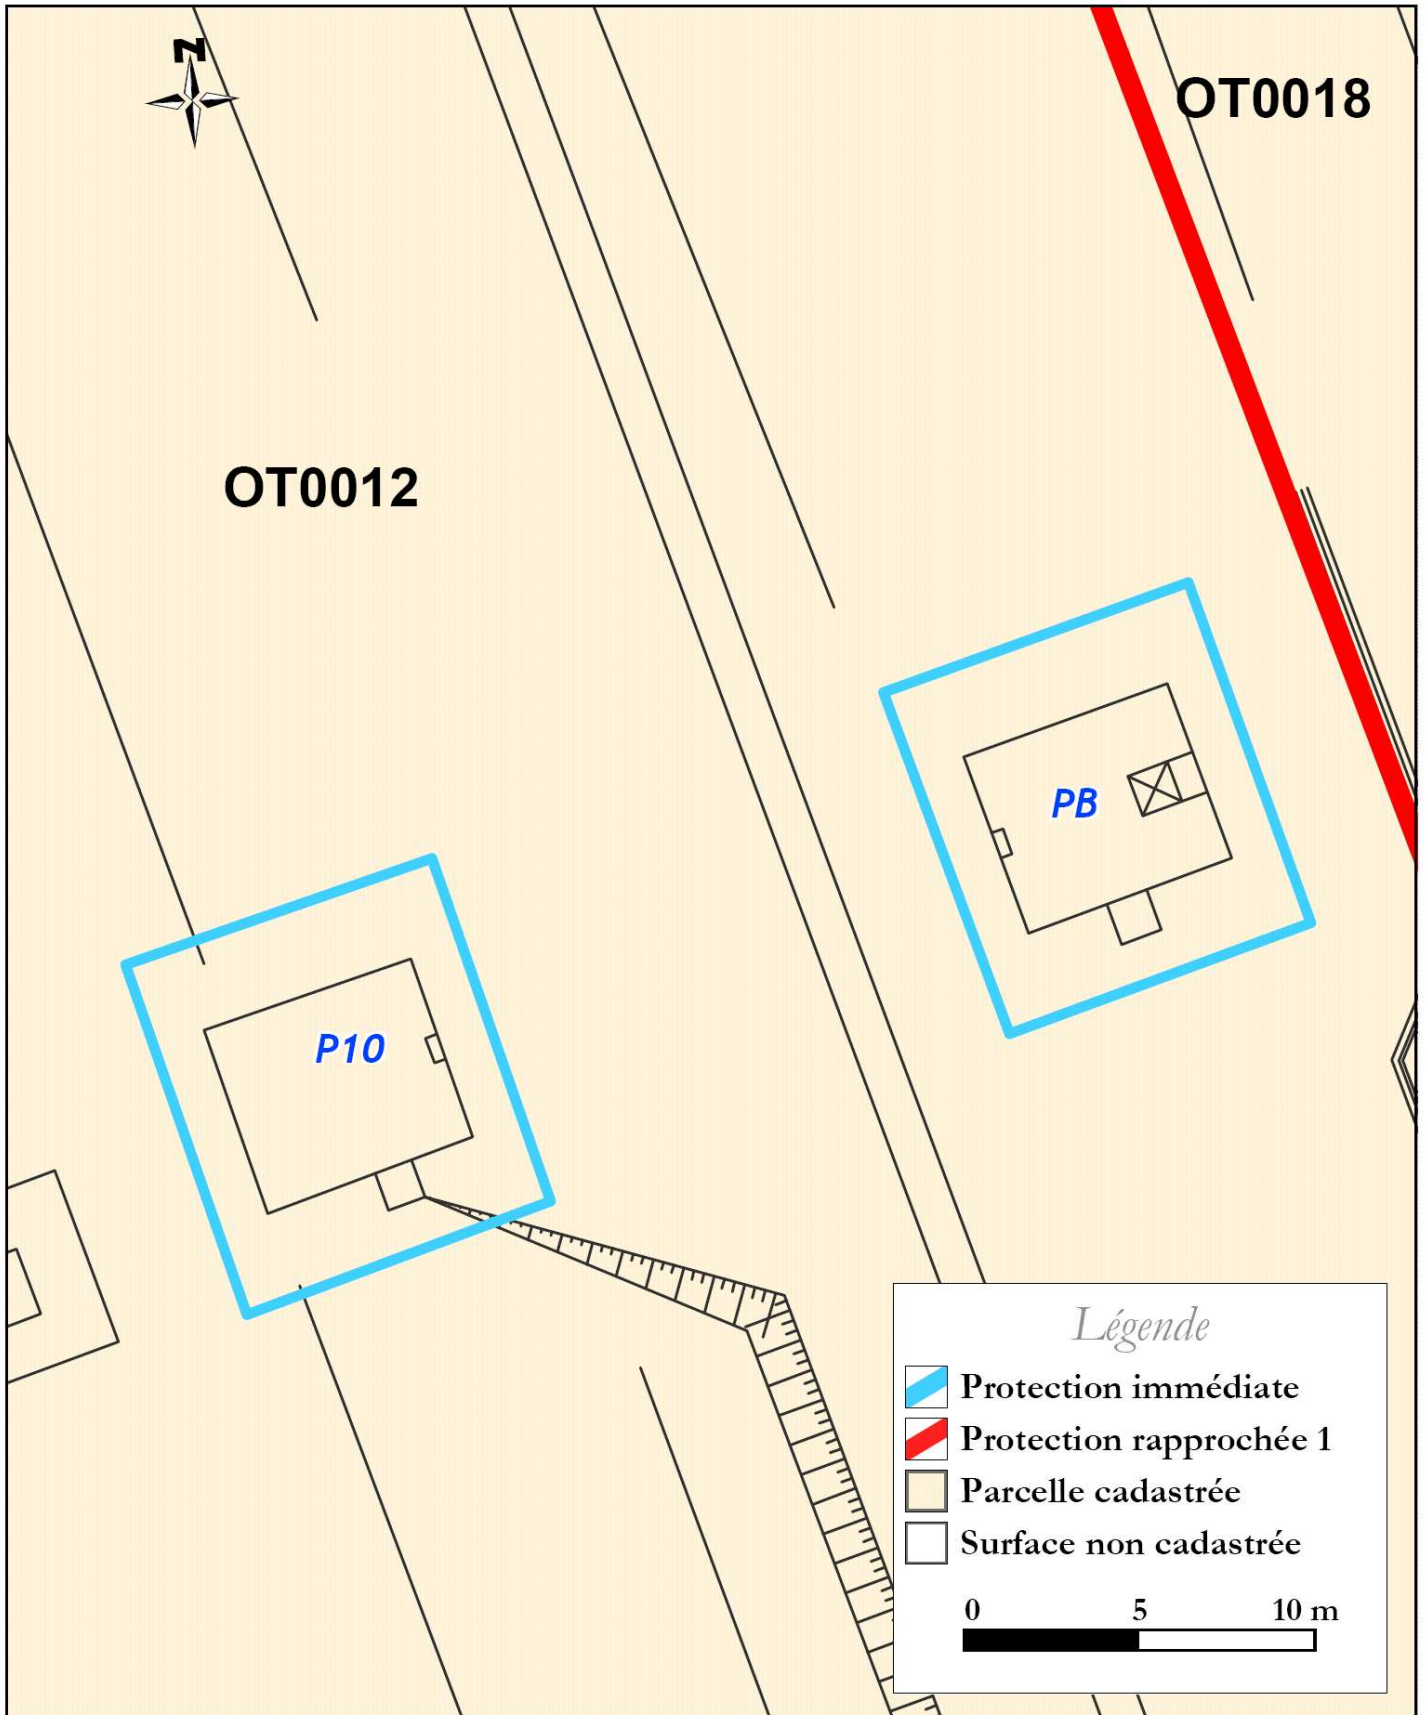 N
OT0018
OT0012
PB
P10
Légende
Protection immédiate
Protection rapprochée 1
Parcelle cadastrée
Surface non cadastrée
0 5 10 m